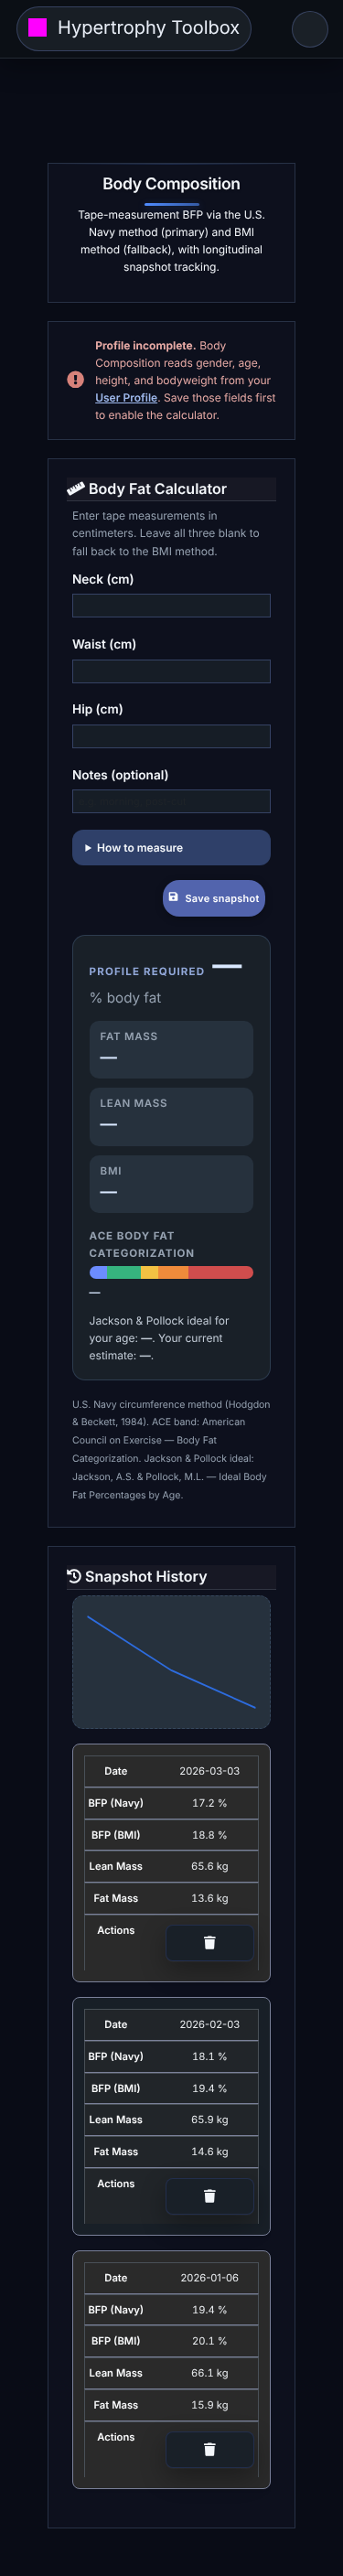 Hypertrophy Toolbox
Body Composition
Tape-measurement BFP via the U.S.
Navy method (primary) and BMI
method (fallback), with longitudinal
snapshot tracking.
Profile incomplete. Body
Composition reads gender, age,
height, and bodyweight from your
User Profile. Save those fields first
to enable the calculator.
Body Fat Calculator
Enter tape measurements in
centimeters. Leave all three blank to
fall back to the BMI method.
Neck (cm)
Waist (cm)
Hip (cm)
Notes (optional)
How to measure
Save snapshot
PROFILE REQUIRED —
% body fat
FAT MASS
—
LEAN MASS
—
BMI
—
ACE BODY FAT
CATEGORIZATION
—
Jackson & Pollock ideal for
your age: —. Your current
estimate: —.
U.S. Navy circumference method (Hodgdon
& Beckett, 1984). ACE band: American
Council on Exercise — Body Fat
Categorization. Jackson & Pollock ideal:
Jackson, A.S. & Pollock, M.L. — Ideal Body
Fat Percentages by Age.
Snapshot History
Date 2026-03-03
BFP (Navy) 17.2 %
BFP (BMI) 18.8 %
Lean Mass 65.6 kg
Fat Mass 13.6 kg
Actions
Date 2026-02-03
BFP (Navy) 18.1 %
BFP (BMI) 19.4 %
Lean Mass 65.9 kg
Fat Mass 14.6 kg
Actions
Date 2026-01-06
BFP (Navy) 19.4 %
BFP (BMI) 20.1 %
Lean Mass 66.1 kg
Fat Mass 15.9 kg
Actions